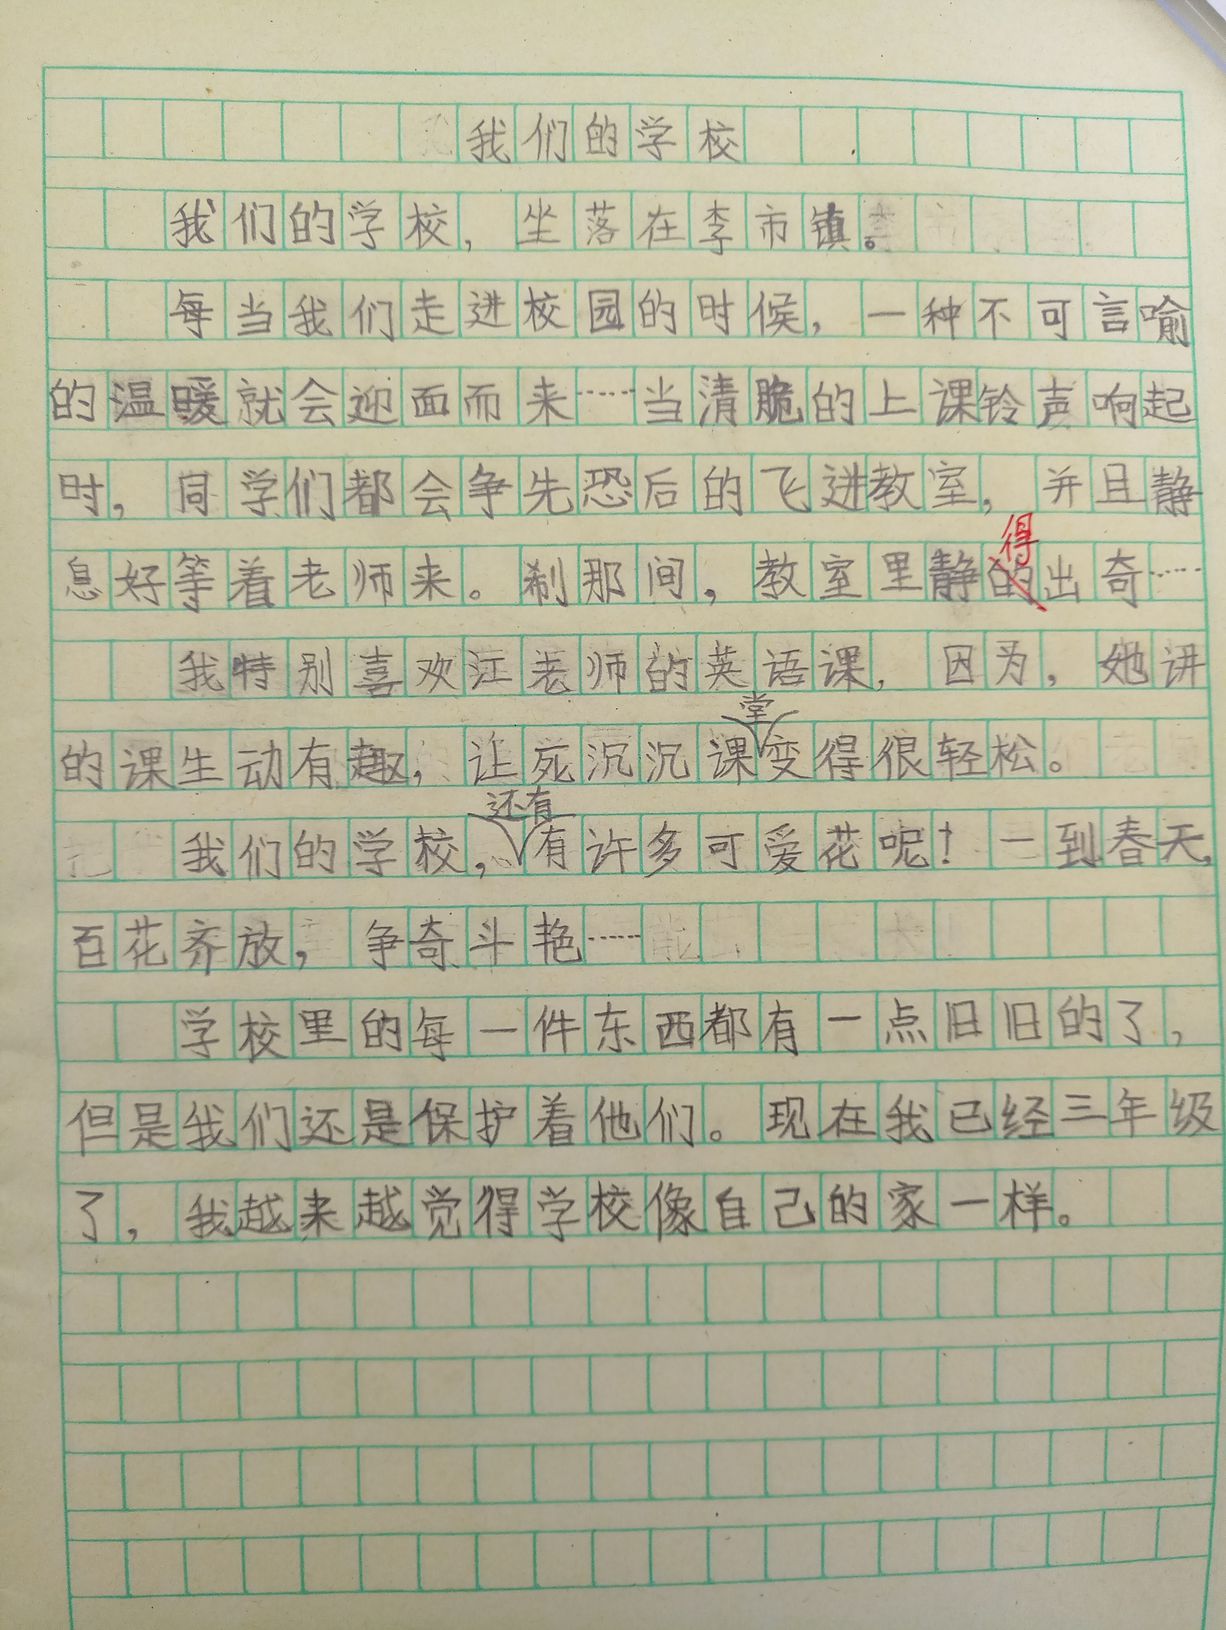 我们的学校
我们的学校，坐落在李市镇。
每当我们走进校园的时候，一种不可言喻
的温暖就会迎面而来……当清脆的上课铃声响起
时，同学们都会争先恐后的飞进教室，并且静
得
息好等着老师来。刹那间，教室里静的出奇……
我特别喜欢江老师的英语课，因为，她讲
堂
的课生动有趣，让死沉沉课变得很轻松。
还有
我们的学校，有许多可爱花呢！一到春天，
百花齐放，争奇斗艳……
学校里的每一件东西都有一点旧旧的了，
但是我们还是保护着他们。现在我已经三年级
了，我越来越觉得学校像自己的家一样。